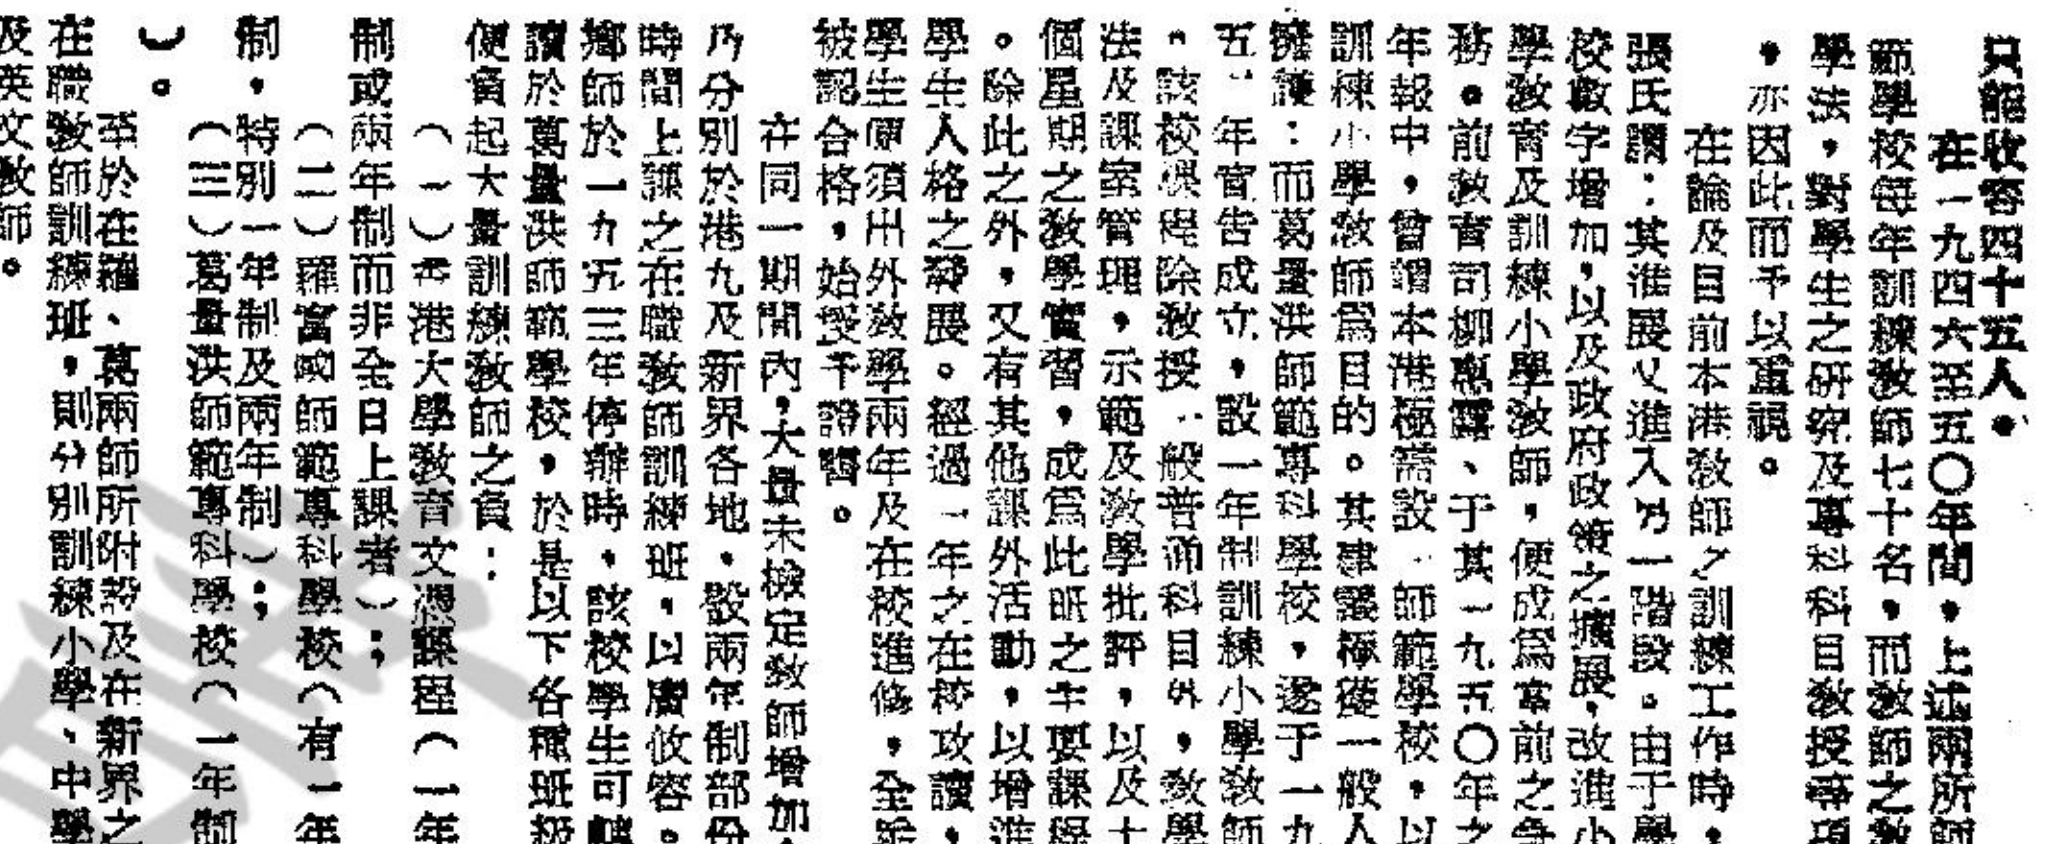 只能收容四十五人。
在一九四六至五〇年間，上述兩所師
範學校每年訓練教師七十名，而教師之教
學法，對學生之研究及專科科目教授等項
，亦因此而予以重視。
在論及目前本港教師之訓練工作時，
張氏謂：其進展又進入乃一階段。由于學
校數字增加，以及政府政策之擴展，改進小
學教育及訓練小學教師，便成爲當前之急
務。前教育司柳惠露、于其一九五〇年之
年報中，曾謂本港極需設一師範學校，以
訓練小學教師爲目的。其建議極獲一般人
擁護：而葛量洪師範專科學校，遂于一九
五一年宣告成立，設一年制訓練小學教師
。該校課程除教授一般普通科目外，教學
法及課室管理，示範及教學批評，以及十
個星期之教學實習，成爲此班之主要課程
。除此之外，又有其他課外活動，以增進
學生人格之發展。經過一年之在校攻讀，
學生便須出外教學兩年及在校進修，全部
被認合格，始授予證書。
在同一期間內，大量未檢定教師增加，
乃分別於港九及新界各地，設兩年制部份
時間上課之在職教師訓練班，以廣收容。
鄉師於一九五三年停辦時，該校學生可轉
讀於葛量洪師範學校，於是以下各種班級
便負起大量訓練教師之負：
（一）香港大學教育文憑課程（一年
制或兩年制而非全日上課者）；
（二）羅富國師範專科學校（有一年
制，特別一年制及兩年制）；
（三）葛量洪師範專科學校（一年制
）。
至於在羅、葛兩師所附設及在新界之
在職教師訓練班，則分別訓練小學、中學
及英文教師。